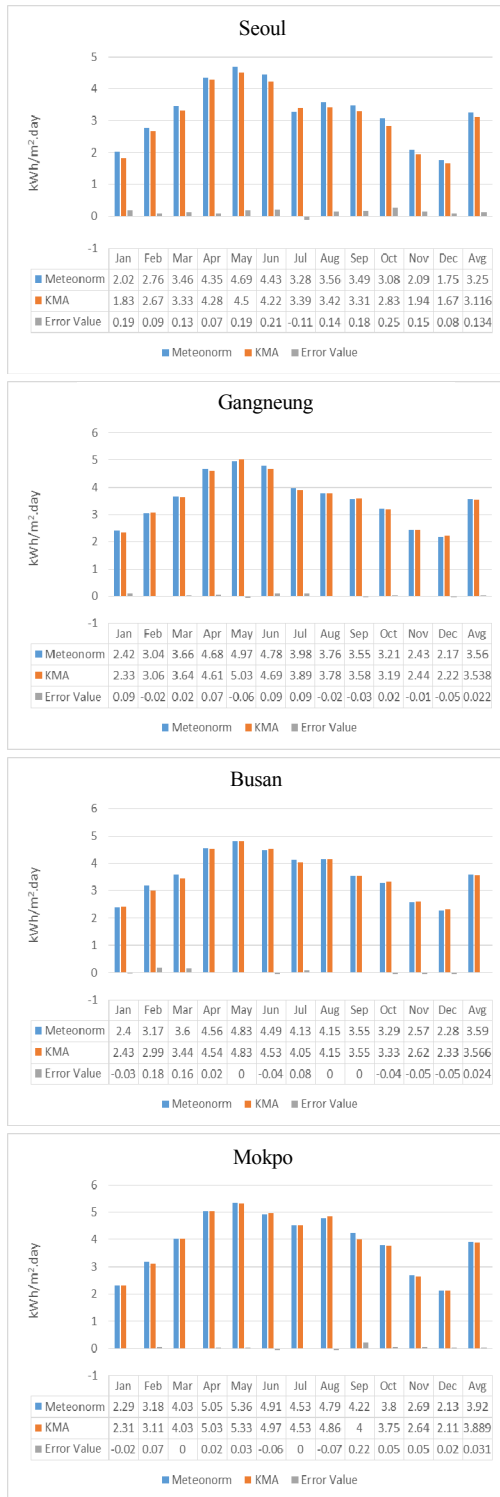 Seoul
5
4
3
2
1
0
-1
kWh/m².day
Jan Feb Mar Apr May Jun Jul Aug Sep Oct Nov Dec Avg
Meteonorm 2.02 2.76 3.46 4.35 4.69 4.43 3.28 3.56 3.49 3.08 2.09 1.75 3.25
KMA 1.83 2.67 3.33 4.28 4.5 4.22 3.39 3.42 3.31 2.83 1.94 1.67 3.116
Error Value 0.19 0.09 0.13 0.07 0.19 0.21 -0.11 0.14 0.18 0.25 0.15 0.08 0.134
Meteonorm KMA Error Value
Gangneung
6
5
4
3
2
1
0
-1
kWh/m².day
Jan Feb Mar Apr May Jun Jul Aug Sep Oct Nov Dec Avg
Meteonorm 2.42 3.04 3.66 4.68 4.97 4.78 3.98 3.76 3.55 3.21 2.43 2.17 3.56
KMA 2.33 3.06 3.64 4.61 5.03 4.69 3.89 3.78 3.58 3.19 2.44 2.22 3.538
Error Value 0.09 -0.02 0.02 0.07 -0.06 0.09 0.09 -0.02 -0.03 0.02 -0.01 -0.05 0.022
Meteonorm KMA Error Value
Busan
6
5
4
3
2
1
0
-1
kWh/m².day
Jan Feb Mar Apr May Jun Jul Aug Sep Oct Nov Dec Avg
Meteonorm 2.4 3.17 3.6 4.56 4.83 4.49 4.13 4.15 3.55 3.29 2.57 2.28 3.59
KMA 2.43 2.99 3.44 4.54 4.83 4.53 4.05 4.15 3.55 3.33 2.62 2.33 3.566
Error Value -0.03 0.18 0.16 0.02 0 -0.04 0.08 0 0 -0.04 -0.05 -0.05 0.024
Meteonorm KMA Error Value
Mokpo
6
5
4
3
2
1
0
-1
kWh/m².day
Jan Feb Mar Apr May Jun Jul Aug Sep Oct Nov Dec Avg
Meteonorm 2.29 3.18 4.03 5.05 5.36 4.91 4.53 4.79 4.22 3.8 2.69 2.13 3.92
KMA 2.31 3.11 4.03 5.03 5.33 4.97 4.53 4.86 4 3.75 2.64 2.11 3.889
Error Value -0.02 0.07 0 0.02 0.03 -0.06 0 -0.07 0.22 0.05 0.05 0.02 0.031
Meteonorm KMA Error Value